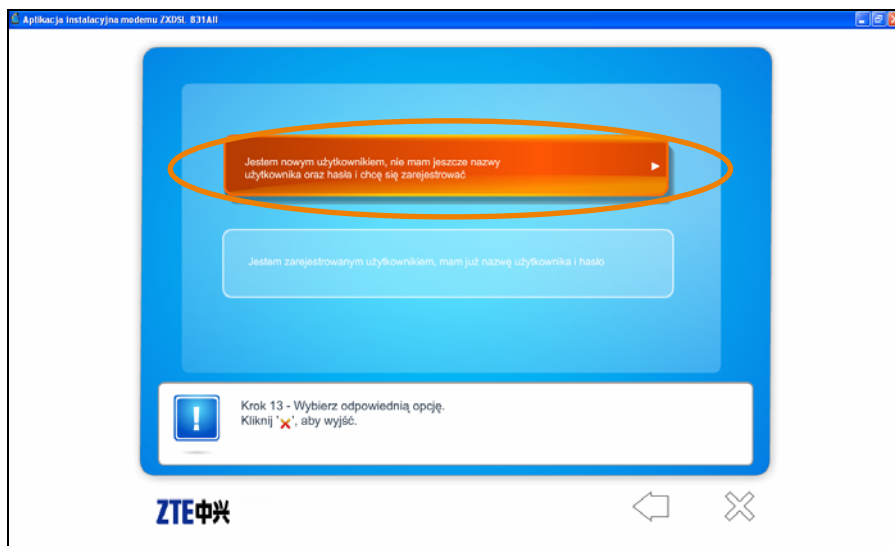 Aplikacja instalacyjna modemu ZXDSL 831AII
Jestem nowym użytkownikiem, nie mam jeszcze nazwy
użytkownika oraz hasła i chcę się zarejestrować
Jestem zarejestrowanym użytkownikiem, mam już nazwę użytkownika i hasło
Krok 13 - Wybierz odpowiednią opcję.
Kliknij '×', aby wyjść.
ZTE中兴